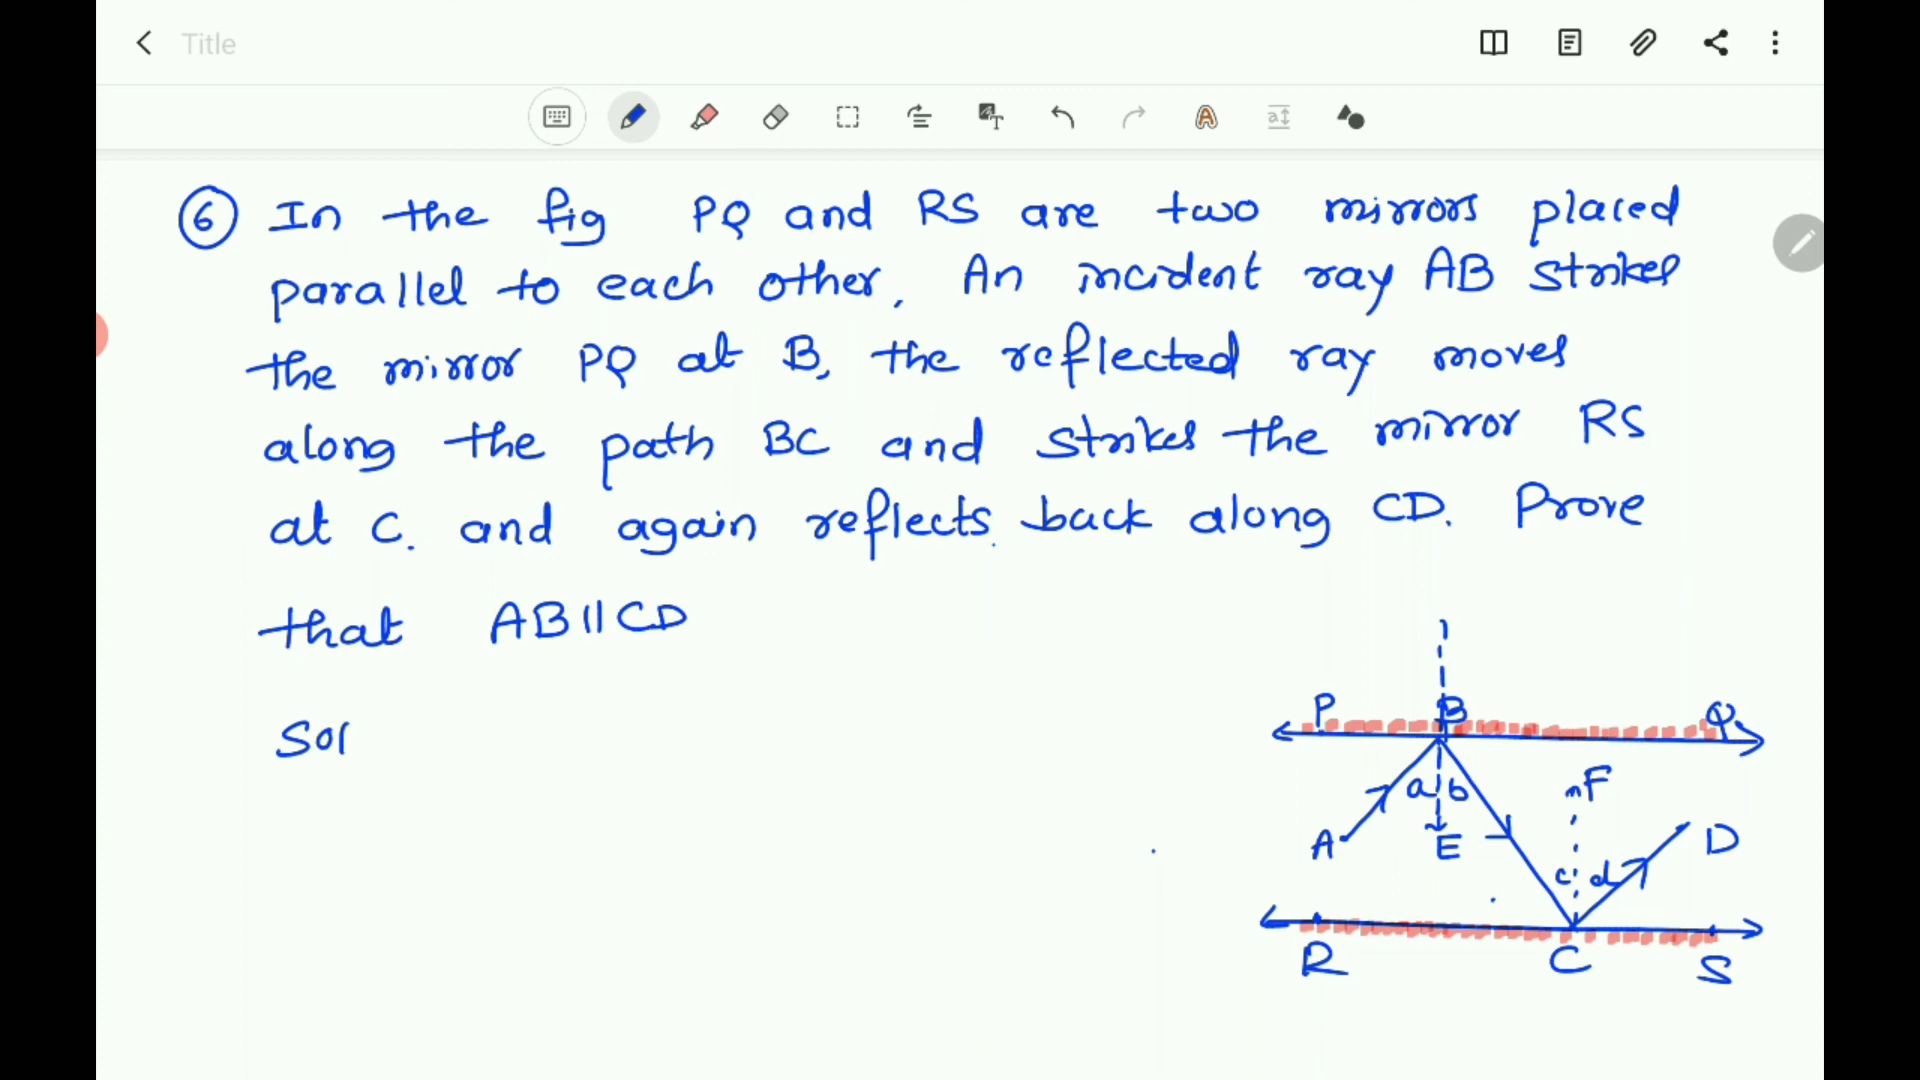 Title
6 In the fig PQ and RS are two mirrors placed
parallel to each other. An incident ray AB strikes
the mirror PQ at B, the reflected ray moves
along the path BC and strikes the mirror RS
at C. and again reflects back along CD. Prove
that AB || CD
Sol
P B Q
a b F
A E D
c d
R C S